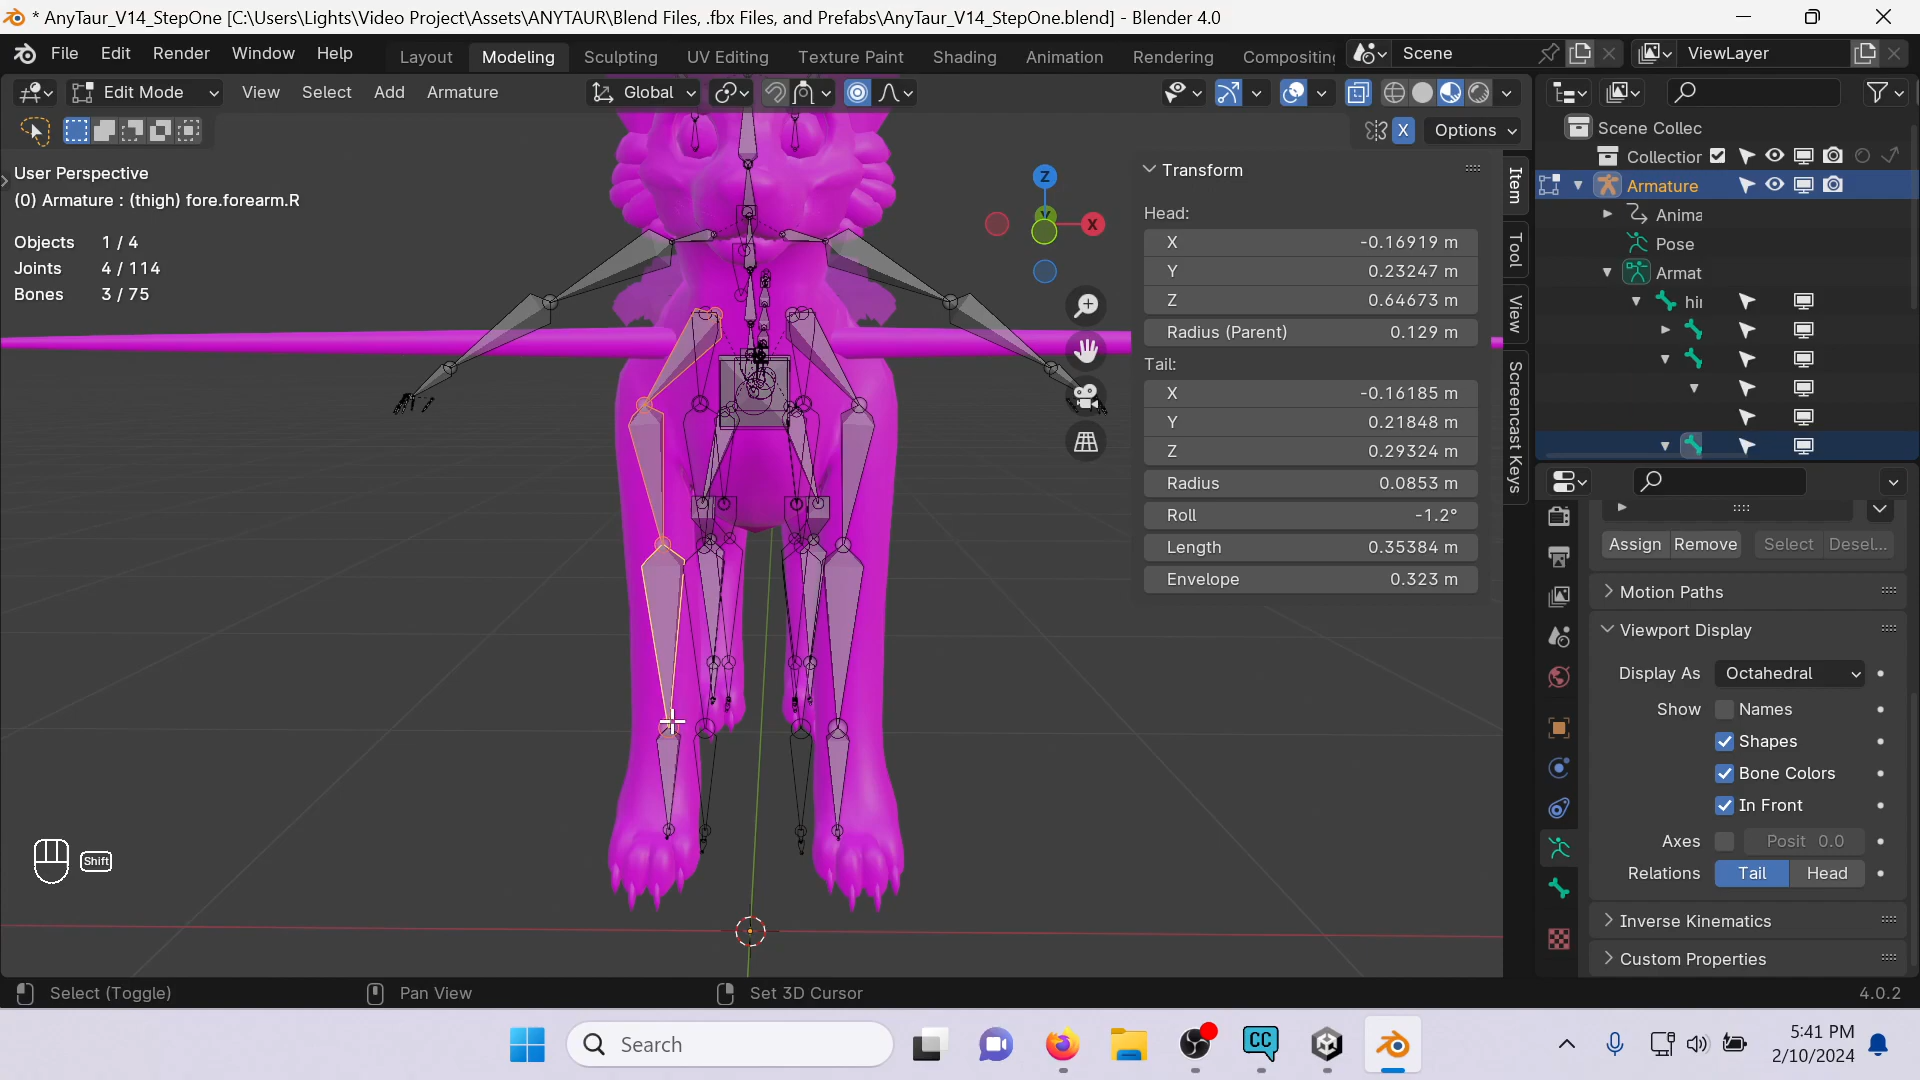 * AnyTaur_V14_StepOne [C:\Users\Lights\Video Project\Assets\ANYTAUR\Blend Files, .fbx Files, and Prefabs\AnyTaur_V14_StepOne.blend] - Blender 4.0
File Edit Render Window Help Layout Modeling Sculpting UV Editing Texture Paint Shading Animation Rendering Compositing Scene ViewLayer
Edit Mode View Select Add Armature Global
X Options
User Perspective
(0) Armature : (thigh) fore.forearm.R
Objects 1 / 4
Joints 4 / 114
Bones 3 / 75
Z
Y
X
Transform
Head:
X -0.16919 m
Y 0.23247 m
Z 0.64673 m
Radius (Parent) 0.129 m
Tail:
X -0.16185 m
Y 0.21848 m
Z 0.29324 m
Radius 0.0853 m
Roll -1.2°
Length 0.35384 m
Envelope 0.323 m
Item
Tool
View
Screencast Keys
Scene Collec
Collection
Armature
Anima
Pose
Armat
hin
Assign Remove Select Desel...
Motion Paths
Viewport Display
Display As Octahedral
Show Names
Shapes
Bone Colors
In Front
Axes Posit 0.0
Relations Tail Head
Inverse Kinematics
Custom Properties
Shift
Select (Toggle) Pan View Set 3D Cursor 4.0.2
Search
CC
5:41 PM
2/10/2024